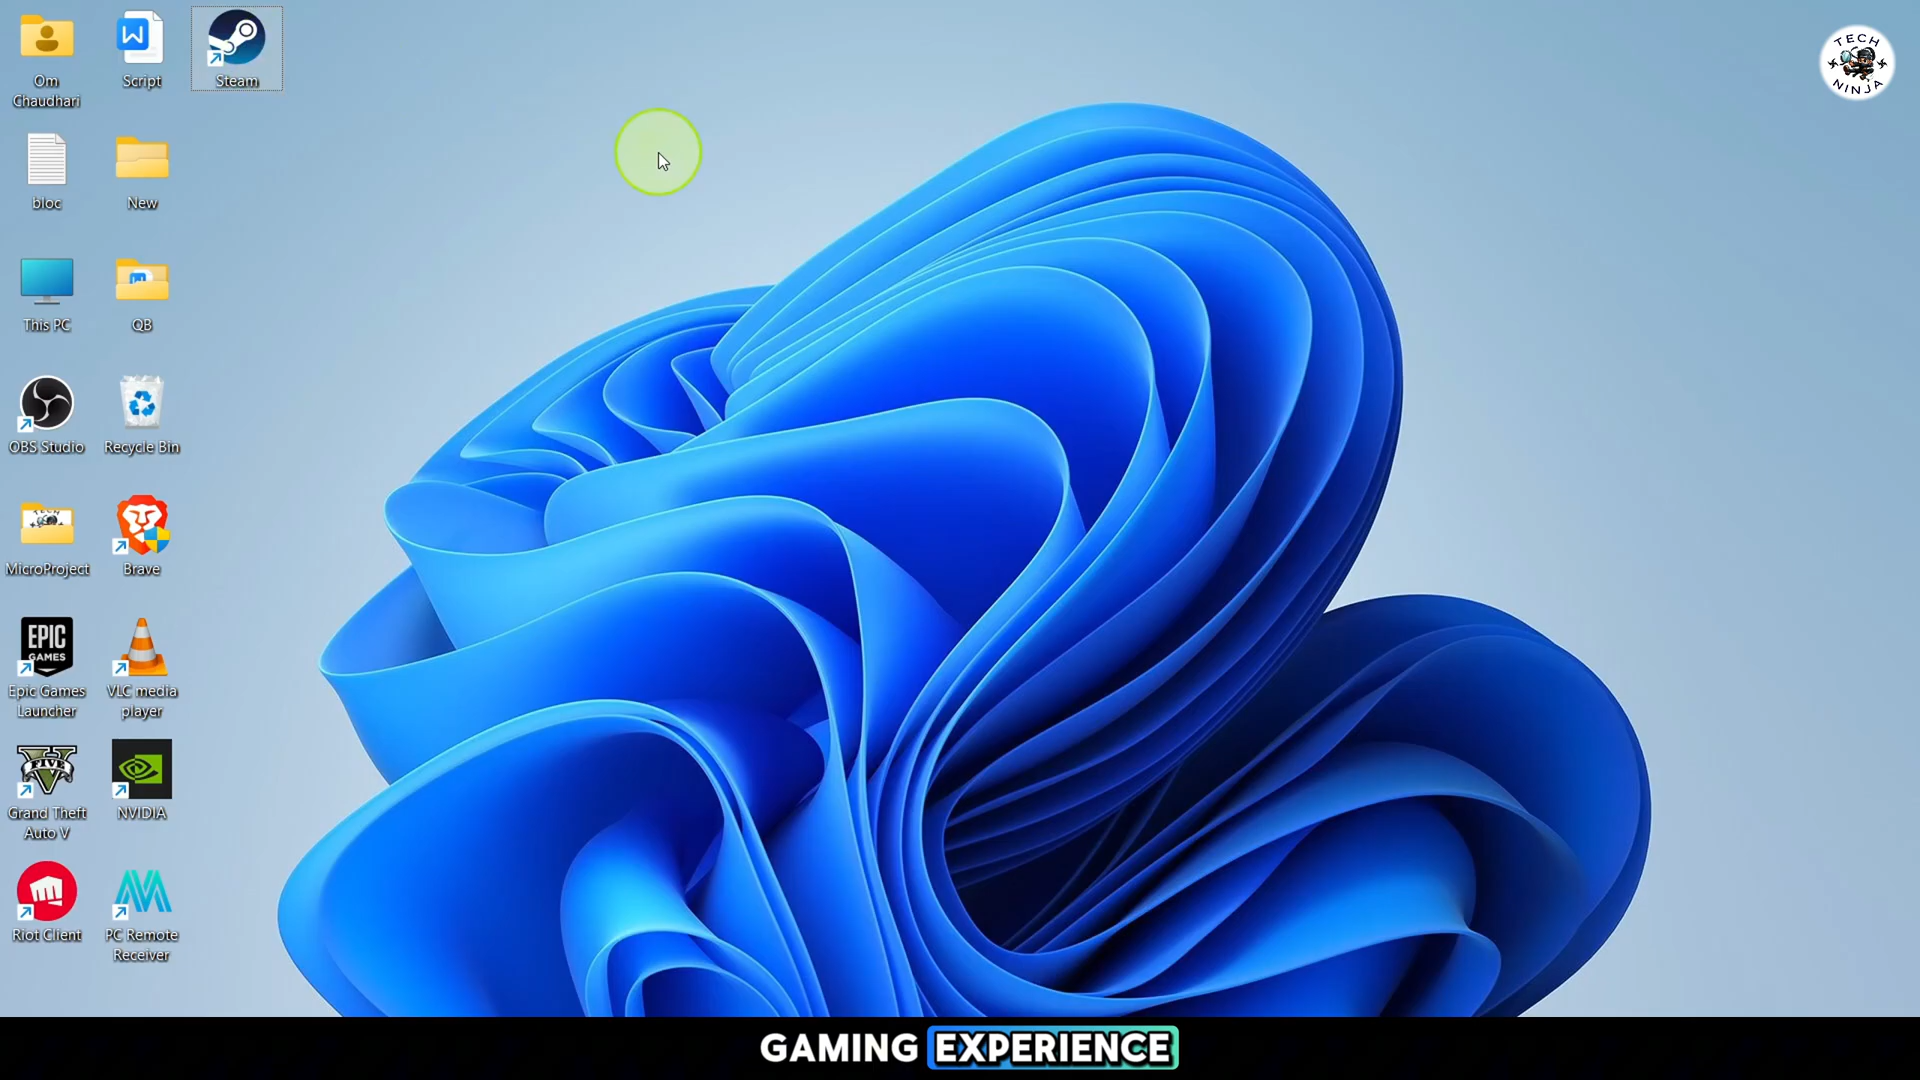 Om
Chaudhari
Script
Steam
TECH
NINJA
bloc
New
This PC
QB
OBS Studio
Recycle Bin
TECH
MicroProject
Brave
EPIC
GAMES
Epic Games
Launcher
VLC media
player
FIVE
Grand Theft
Auto V
NVIDIA
Riot Client
PC Remote
Receiver
GAMING EXPERIENCE